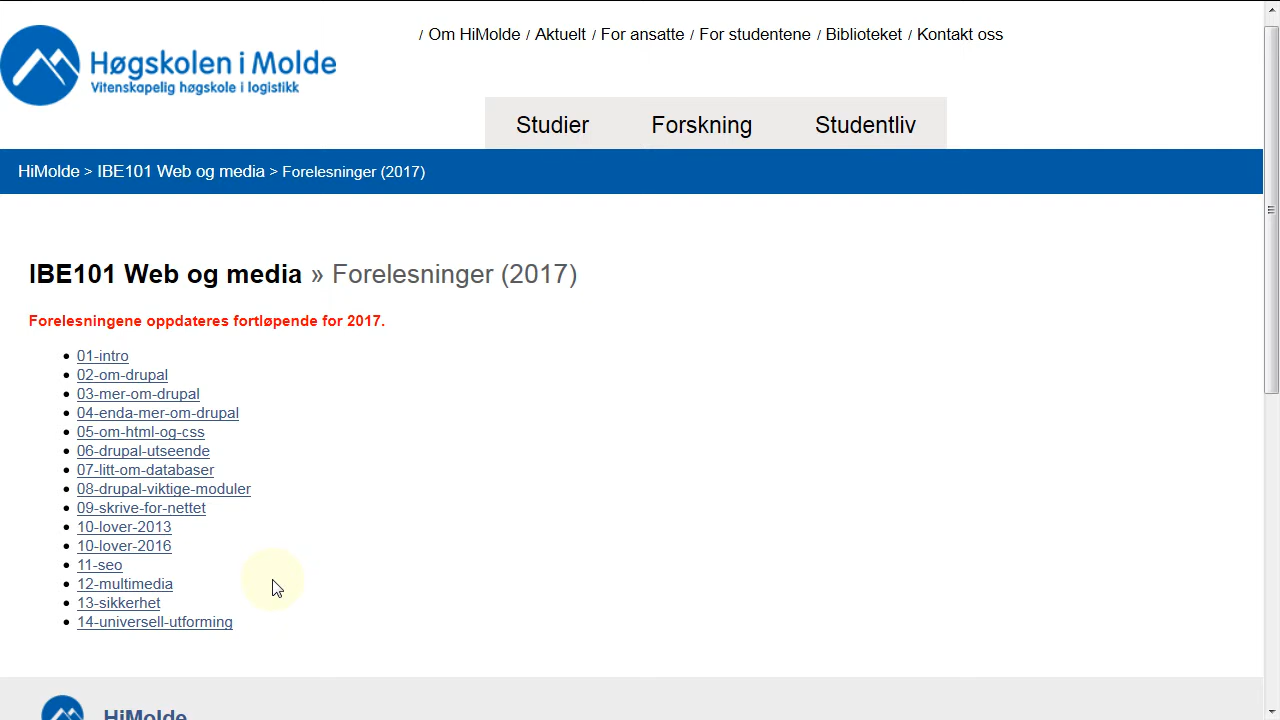 / Om HiMolde / Aktuelt / For ansatte / For studentene / Biblioteket / Kontakt oss
Høgskolen i Molde
Vitenskapelig høgskole i logistikk
Studier Forskning Studentliv
HiMolde > IBE101 Web og media > Forelesninger (2017)
IBE101 Web og media » Forelesninger (2017)
Forelesningene oppdateres fortløpende for 2017.
01-intro
02-om-drupal
03-mer-om-drupal
04-enda-mer-om-drupal
05-om-html-og-css
06-drupal-utseende
07-litt-om-databaser
08-drupal-viktige-moduler
09-skrive-for-nettet
10-lover-2013
10-lover-2016
11-seo
12-multimedia
13-sikkerhet
14-universell-utforming
HiMolde